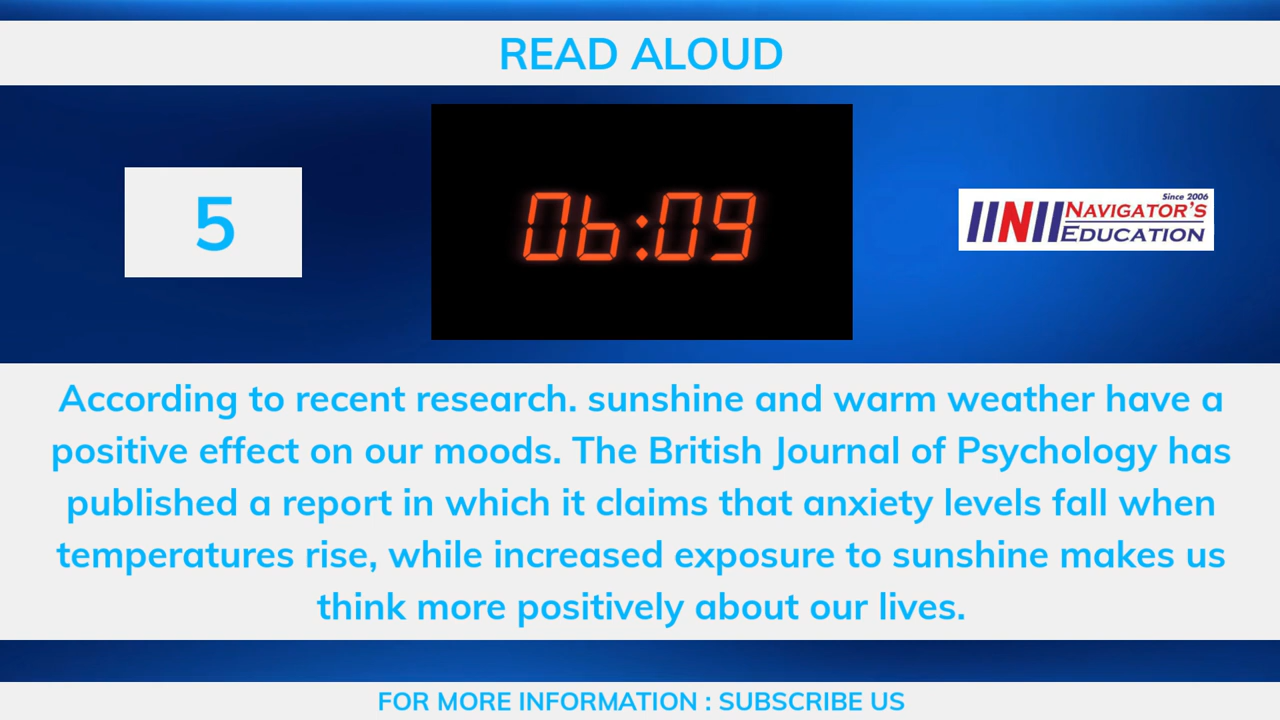 READ ALOUD
5
06:09
Since 2006
NAVIGATOR'S
EDUCATION
According to recent research. sunshine and warm weather have a
positive effect on our moods. The British Journal of Psychology has
published a report in which it claims that anxiety levels fall when
temperatures rise, while increased exposure to sunshine makes us
think more positively about our lives.
FOR MORE INFORMATION : SUBSCRIBE US